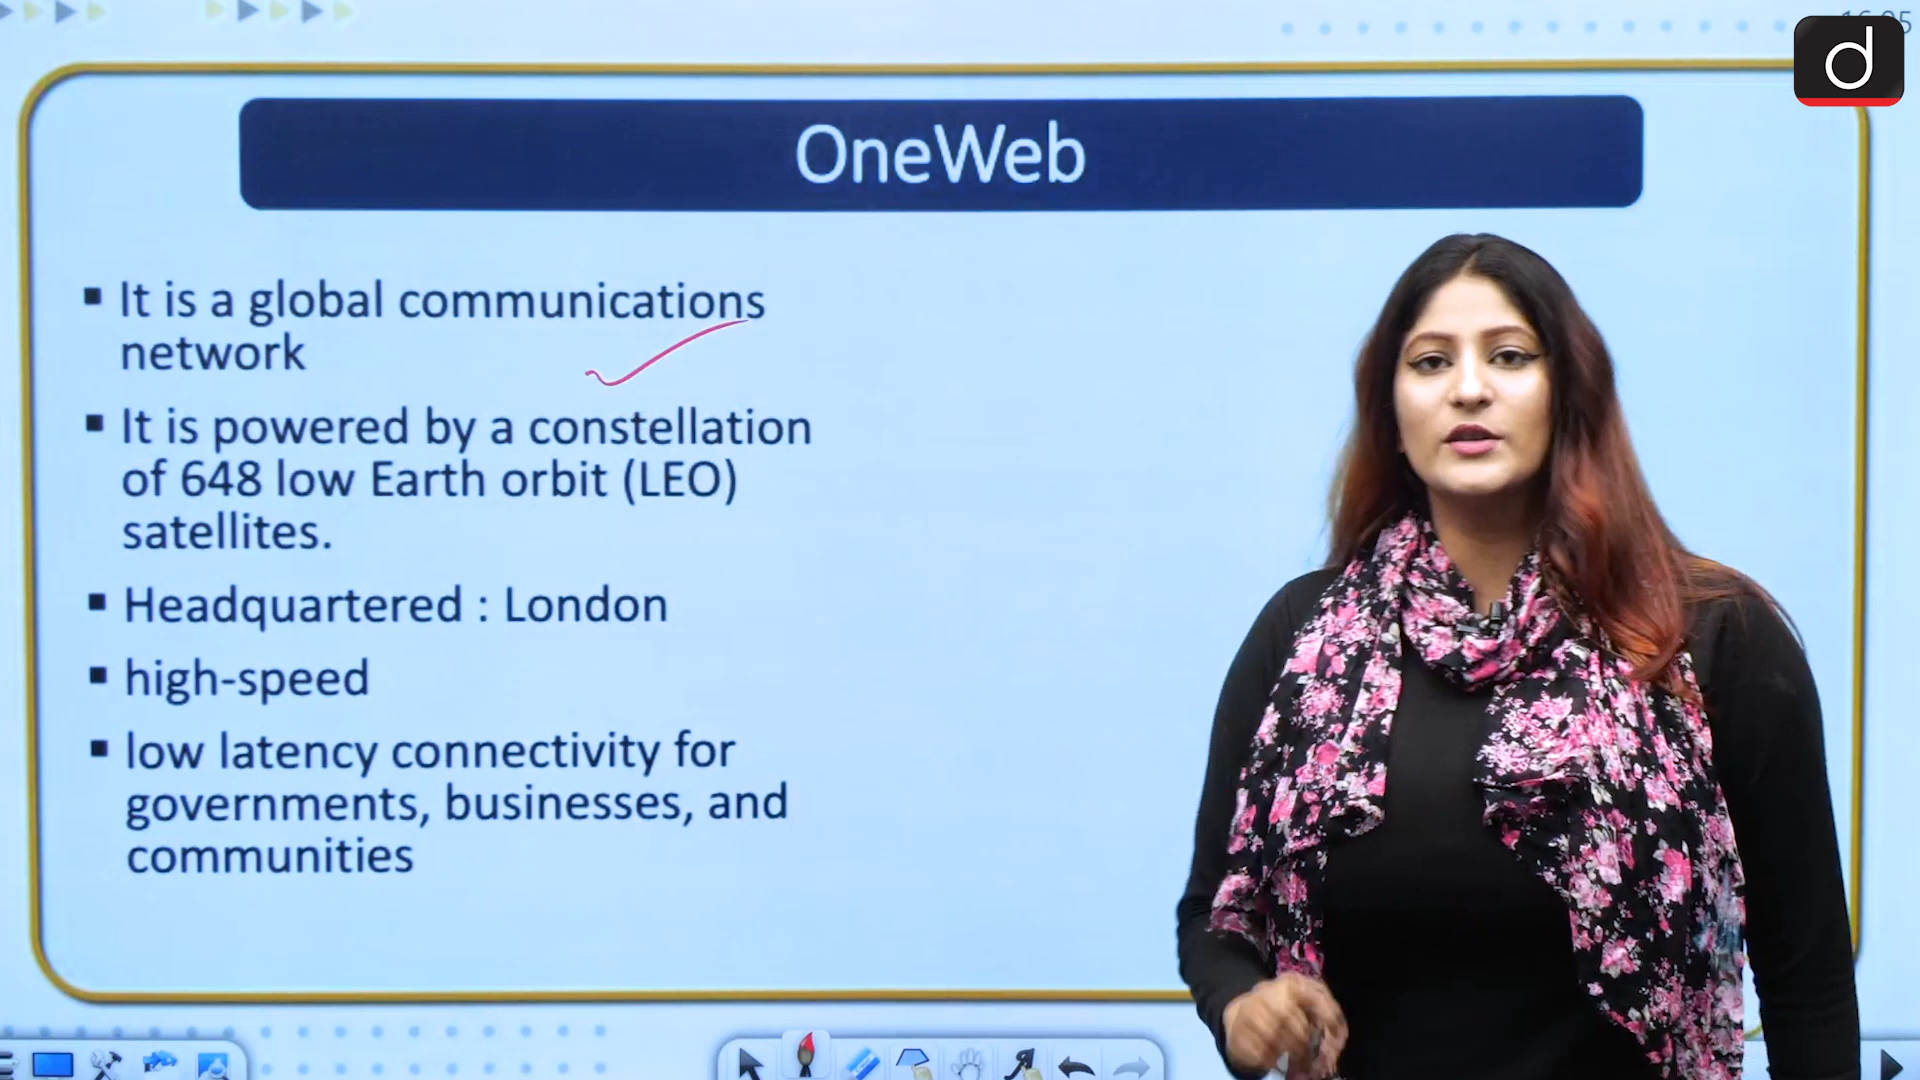 d
OneWeb
▪ It is a global communications
network
▪ It is powered by a constellation
of 648 low Earth orbit (LEO)
satellites.
▪ Headquartered : London
▪ high-speed
▪ low latency connectivity for
governments, businesses, and
communities